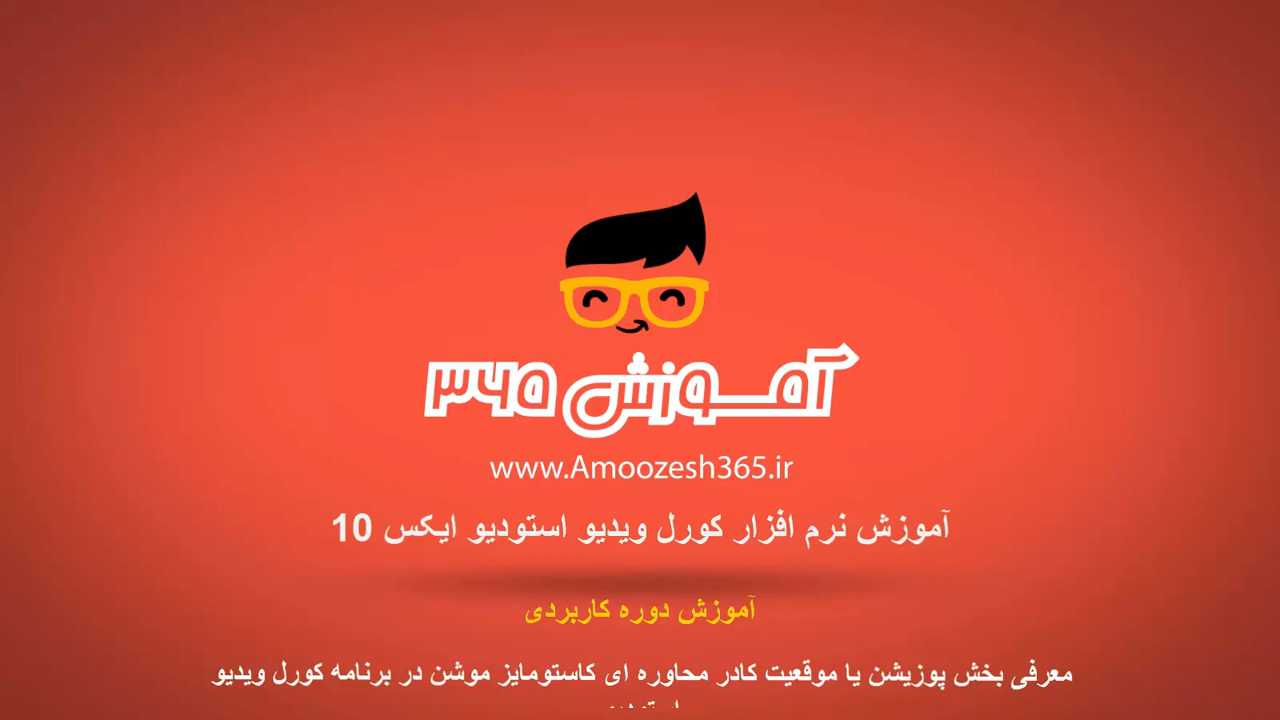 آموزش ۳۶۵
www.Amoozesh365.ir
آموزش نرم افزار کورل ویدیو استودیو ایکس 10
آموزش دوره کاربردی
معرفی بخش پوزیشن یا موقعیت کادر محاوره ای کاستومایز موشن در برنامه کورل ویدیو